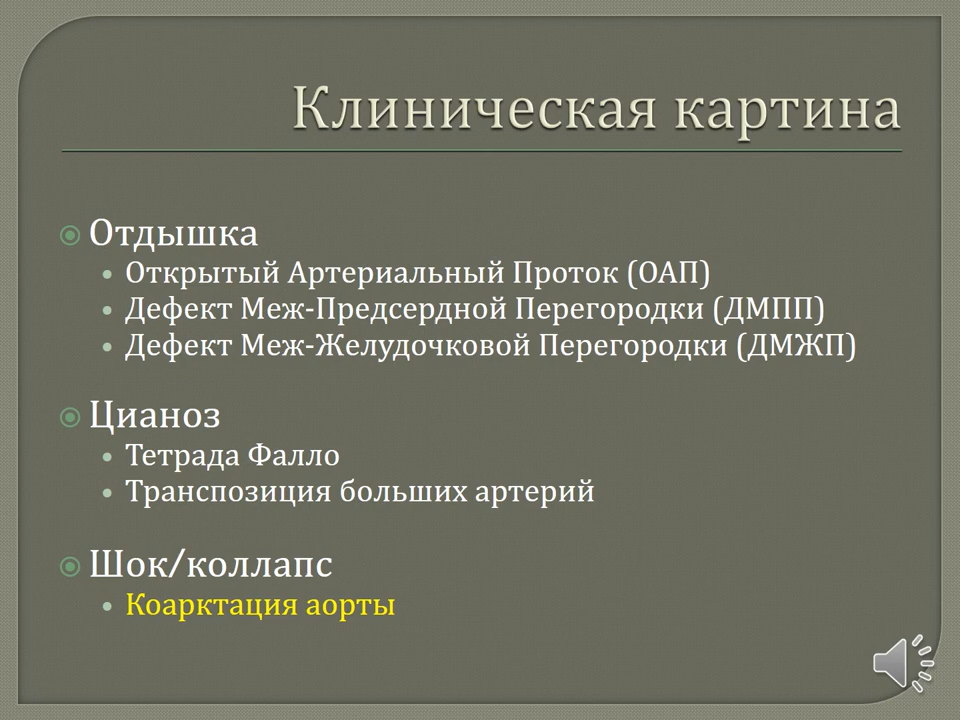 Клиническая картина
Отдышка
Открытый Артериальный Проток (ОАП)
Дефект Меж-Предсердной Перегородки (ДМПП)
Дефект Меж-Желудочковой Перегородки (ДМЖП)
Цианоз
Тетрада Фалло
Транспозиция больших артерий
Шок/коллапс
Коарктация аорты